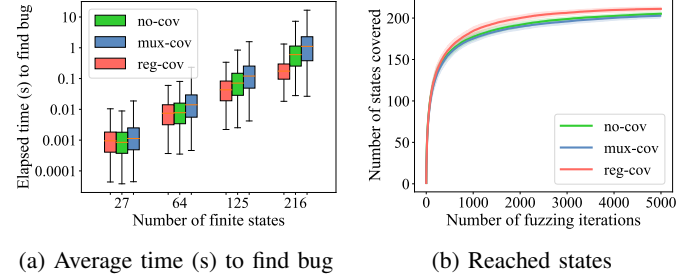 Elapsed time (s) to find bug
10
1
0.1
0.01
0.001
0.0001
no-cov
mux-cov
reg-cov
27
64
125
216
Number of finite states
(a) Average time (s) to find bug
Number of states covered
200
150
100
50
0
no-cov
mux-cov
reg-cov
0
1000
2000
3000
4000
5000
Number of fuzzing iterations
(b) Reached states